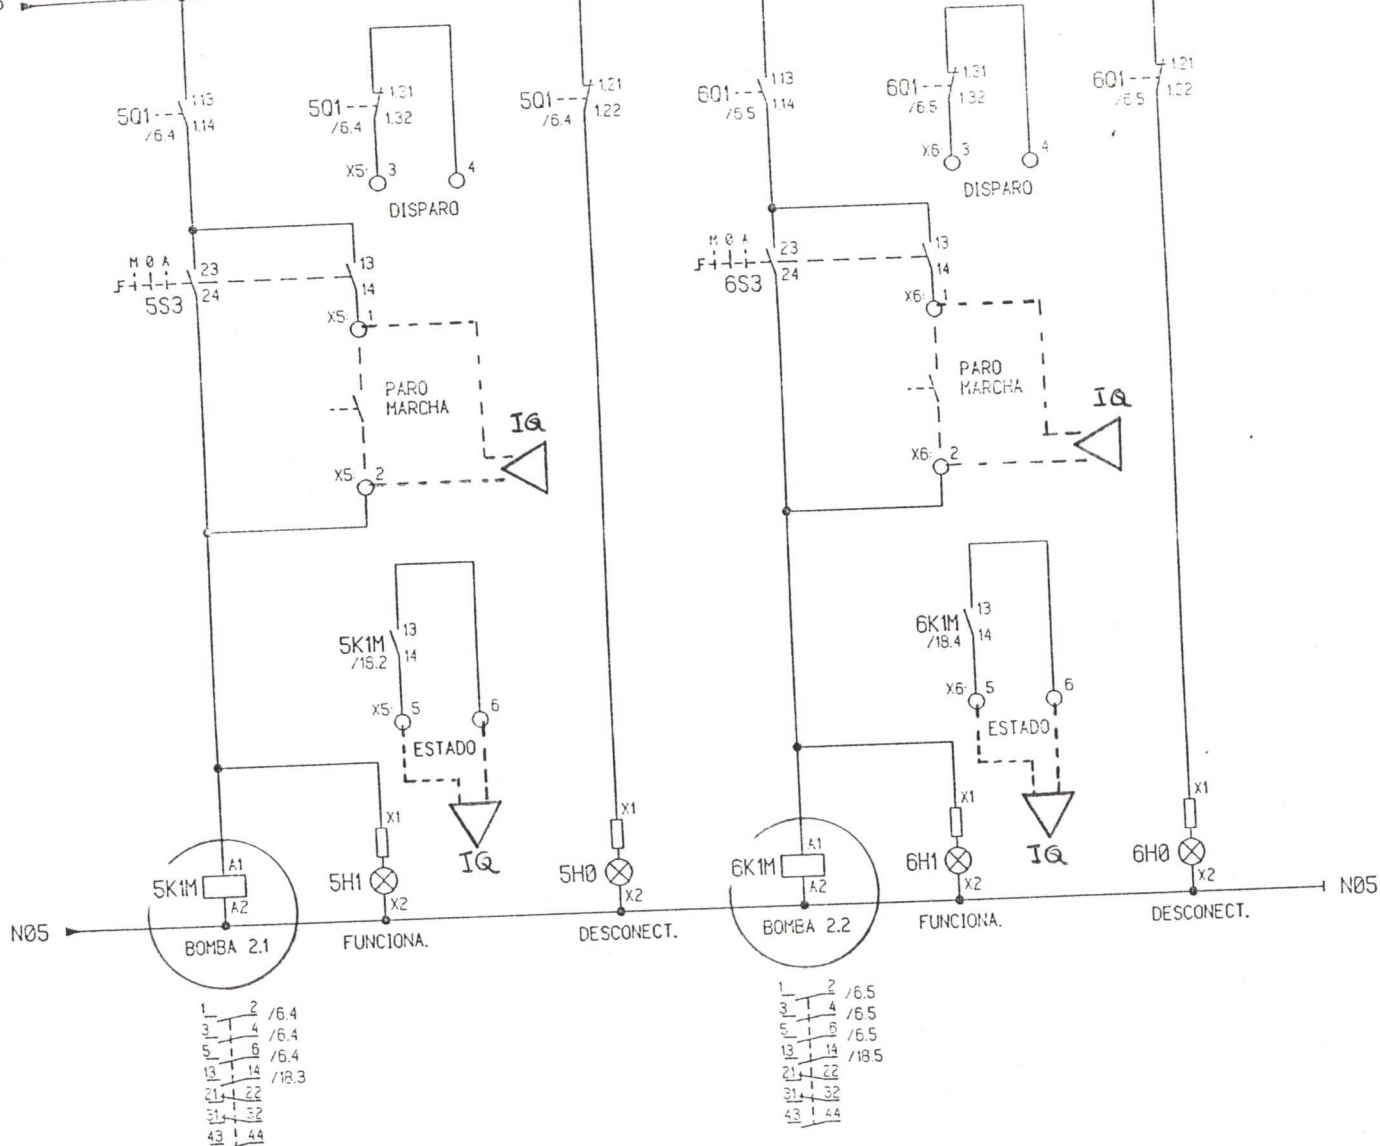 1.13
5Q1
/6.4
1.14
1.31
5Q1
/6.4
1.32
X5: 3
4
DISPARO
1.21
5Q1
/6.4
1.22
1.13
6Q1
/6.5
1.14
1.31
6Q1
/6.5
1.32
X6: 3
4
DISPARO
1.21
6Q1
/6.5
1.22
M 0 A
23
24
5S3
13
14
X5: 1
PARO
MARCHA
IQ
X5: 2
M 0 A
23
24
6S3
13
14
X6: 1
PARO
MARCHA
IQ
X6: 2
5K1M
/18.2
13
14
X5: 5
6
ESTADO
IQ
6K1M
/18.4
13
14
X6: 5
6
ESTADO
IQ
A1
5K1M
A2
BOMBA 2.1
X1
5H1
X2
FUNCIONA.
X1
5H0
X2
DESCONECT.
A1
6K1M
A2
BOMBA 2.2
X1
6H1
X2
FUNCIONA.
X1
6H0
X2
DESCONECT.
N05
N05
1 2 /6.4
3 4 /6.4
5 6 /6.4
13 14 /18.3
21 22
31 32
43 44
1 2 /6.5
3 4 /6.5
5 6 /6.5
13 14 /18.5
21 22
31 32
43 44